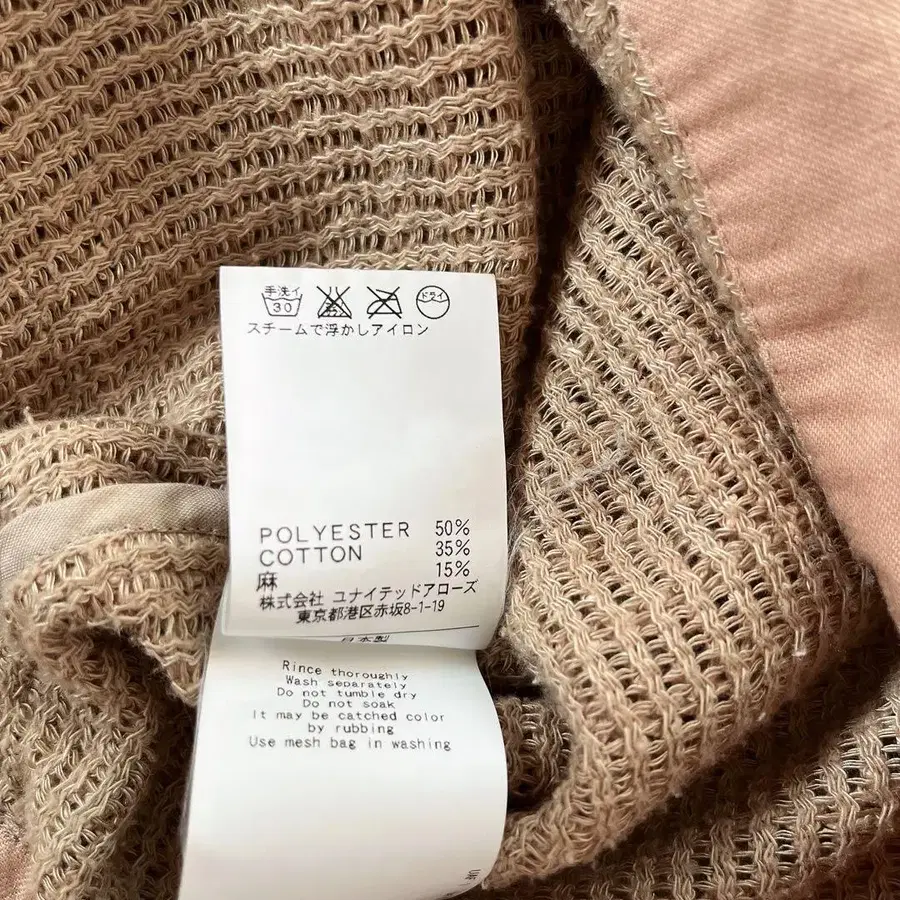 手洗イ
30
ドライ
スチームで浮かしアイロン
POLYESTER 50%
COTTON 35%
麻 15%
株式会社 ユナイテッドアローズ
東京都港区赤坂8-1-19
日本製
Rince thoroughly
Wash separately
Do not tumble dry
Do not soak
It may be catched color
by rubbing
Use mesh bag in washing